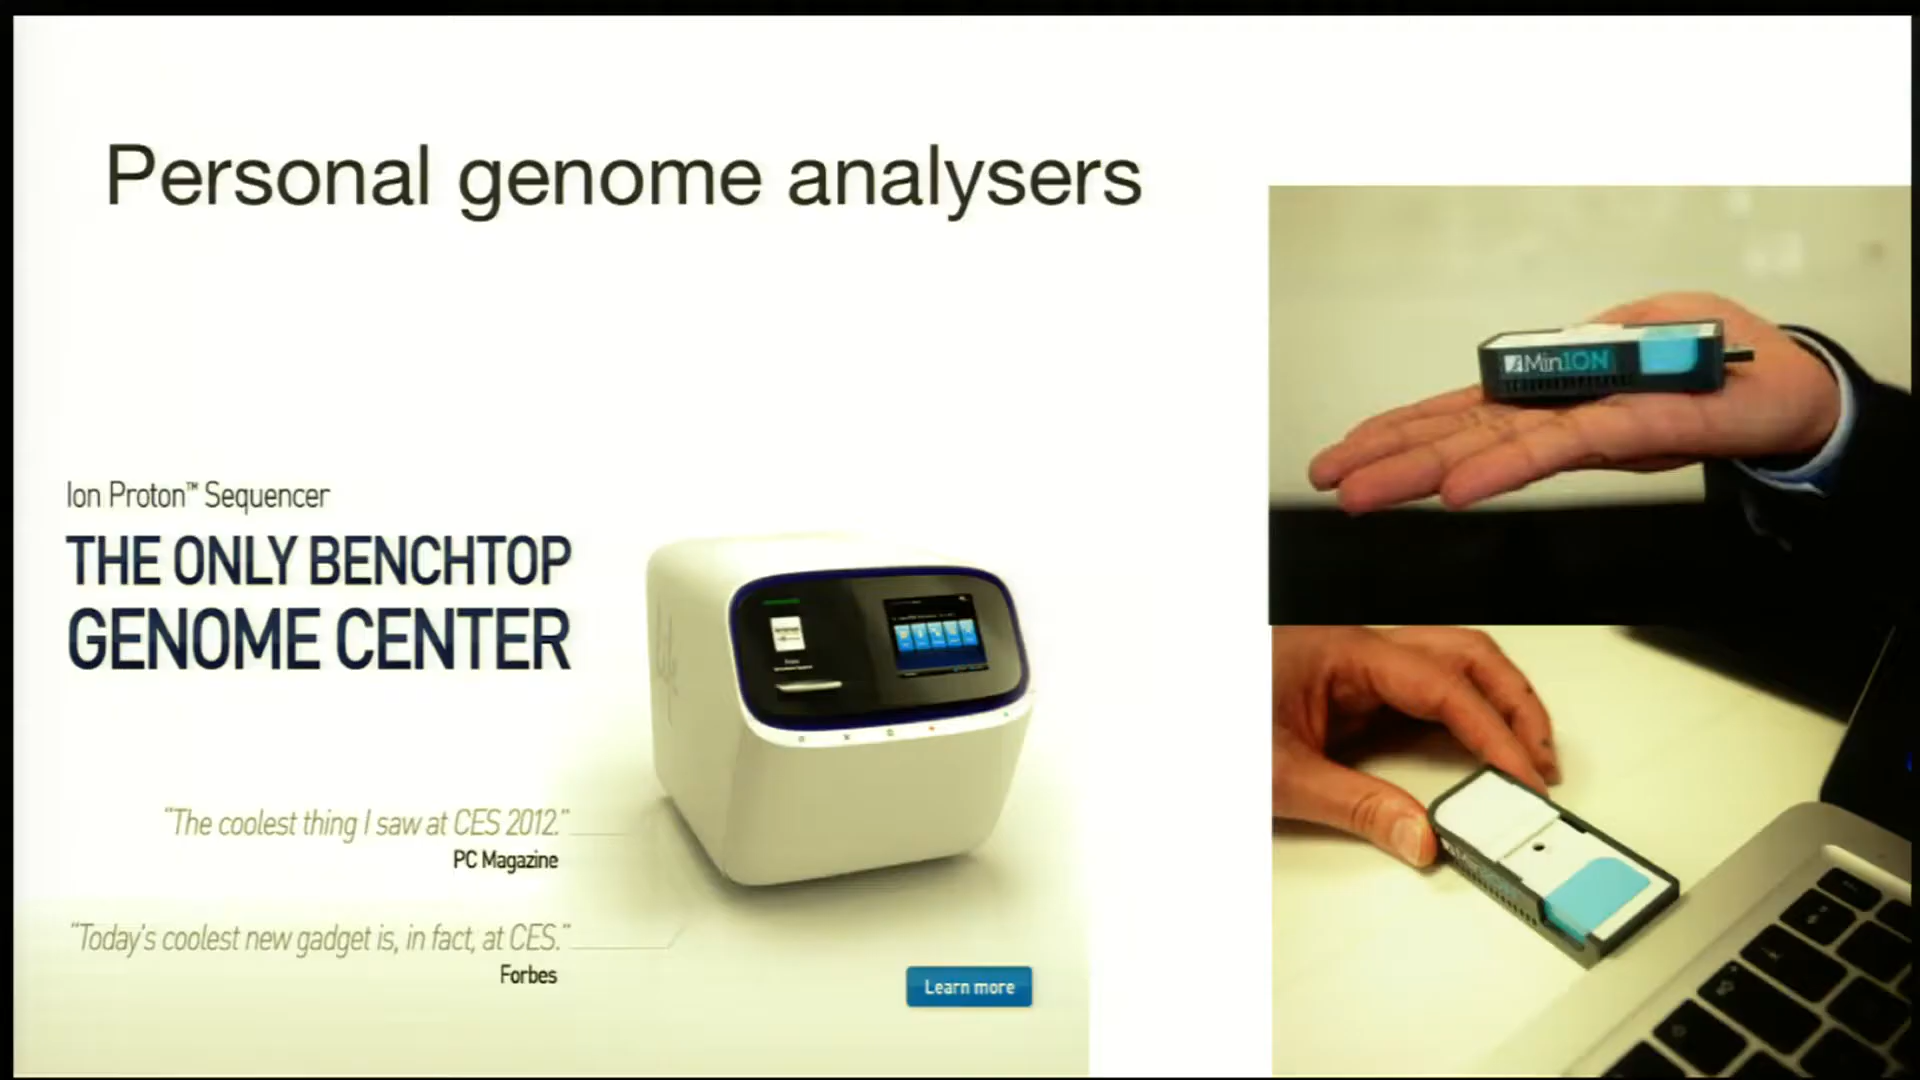 Personal genome analysers
Ion Proton™ Sequencer
THE ONLY BENCHTOP
GENOME CENTER
“The coolest thing I saw at CES 2012.”
PC Magazine
“Today's coolest new gadget is, in fact, at CES.”
Forbes
Learn more
MinION